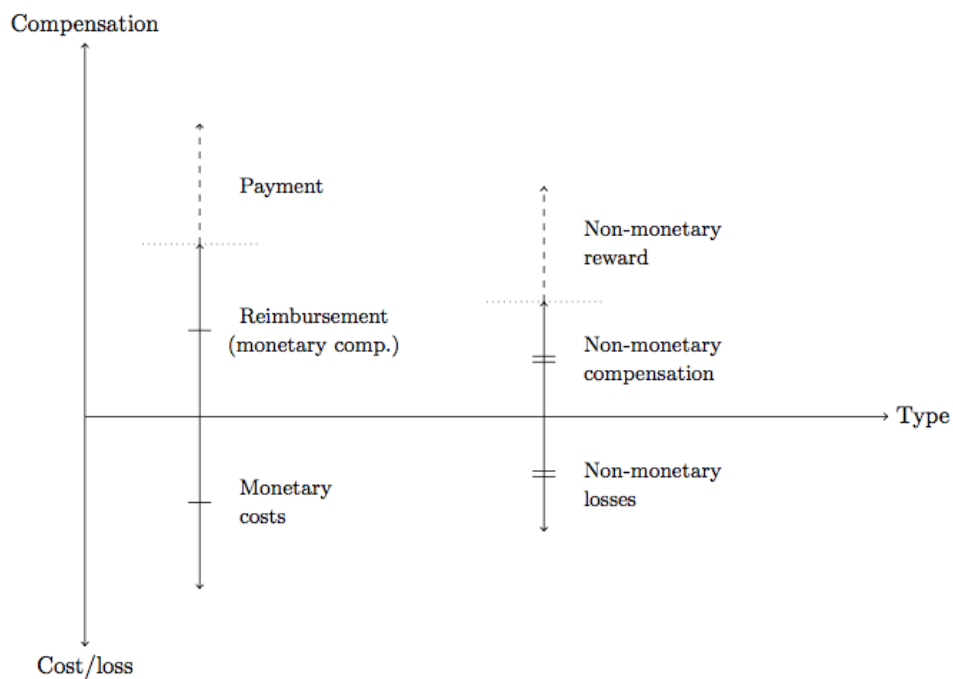 Compensation
Payment
Non-monetary
reward
Reimbursement
(monetary comp.)
Non-monetary
compensation
Type
Non-monetary
losses
Monetary
costs
Cost/loss